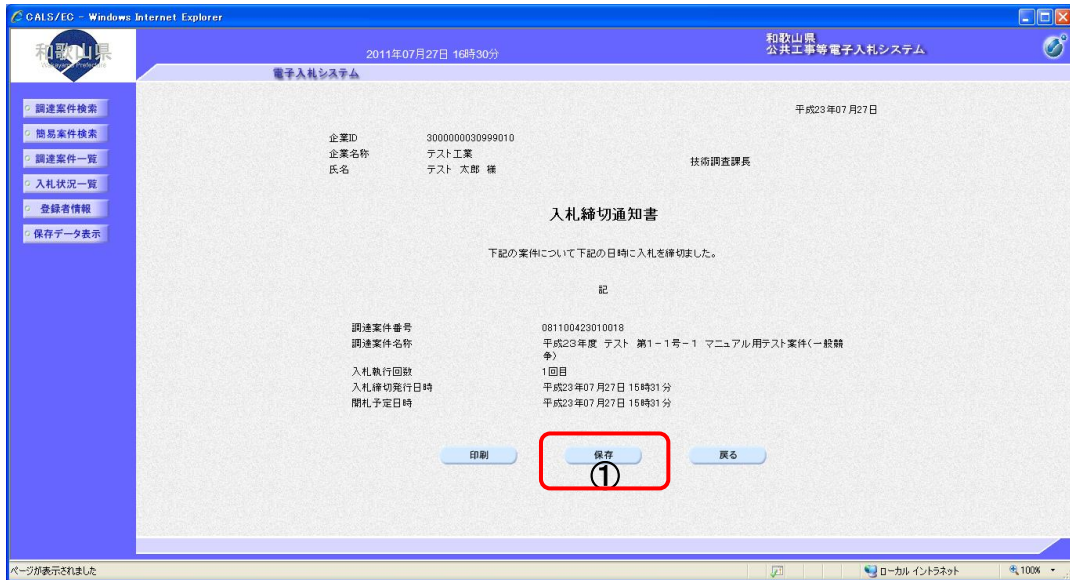 CALS/EC - Windows Internet Explorer
和歌山県
Wakayama Prefecture
2011年07月27日 16時30分
和歌山県
公共工事等電子入札システム
電子入札システム
調達案件検索
簡易案件検索
調達案件一覧
入札状況一覧
登録者情報
保存データ表示
平成23年07月27日
企業ID 3000000030999010
企業名称 テスト工業
氏名 テスト 太郎 様
技術調査課長
入札締切通知書
下記の案件について下記の日時に入札を締切ました。
記
調達案件番号 081100423010018
調達案件名称 平成23年度 テスト 第1-1号-1 マニュアル用テスト案件(一般競
争)
入札執行回数 1回目
入札締切発行日時 平成23年07月27日 15時31分
開札予定日時 平成23年07月27日 15時31分
印刷 保存 戻る
①
ページが表示されました ローカル イントラネット 100%